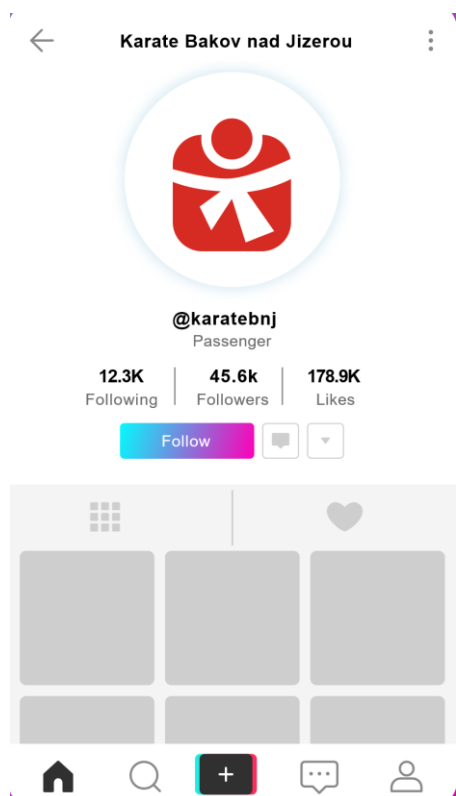 Karate Bakov nad Jizerou
@karatebnj
Passenger
12.3K 45.6k 178.9K
Following Followers Likes
Follow